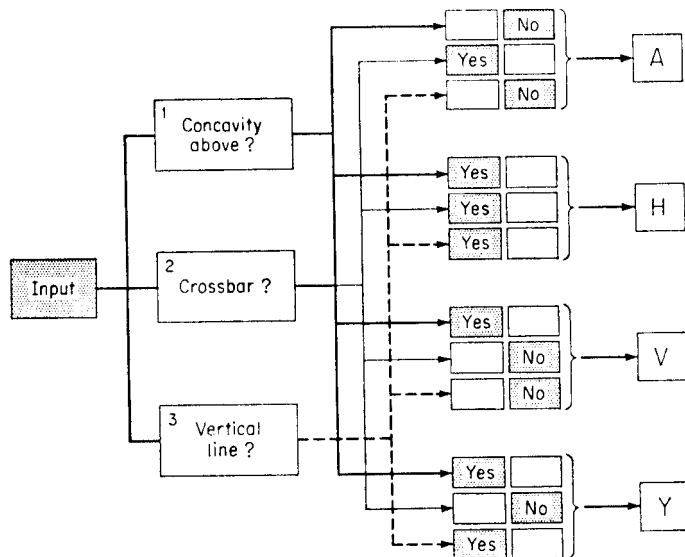 Input
1
Concavity
above?
2
Crossbar?
3
Vertical
line?
No
Yes
No
A
Yes
Yes
Yes
H
Yes
No
No
V
Yes
No
Yes
Y